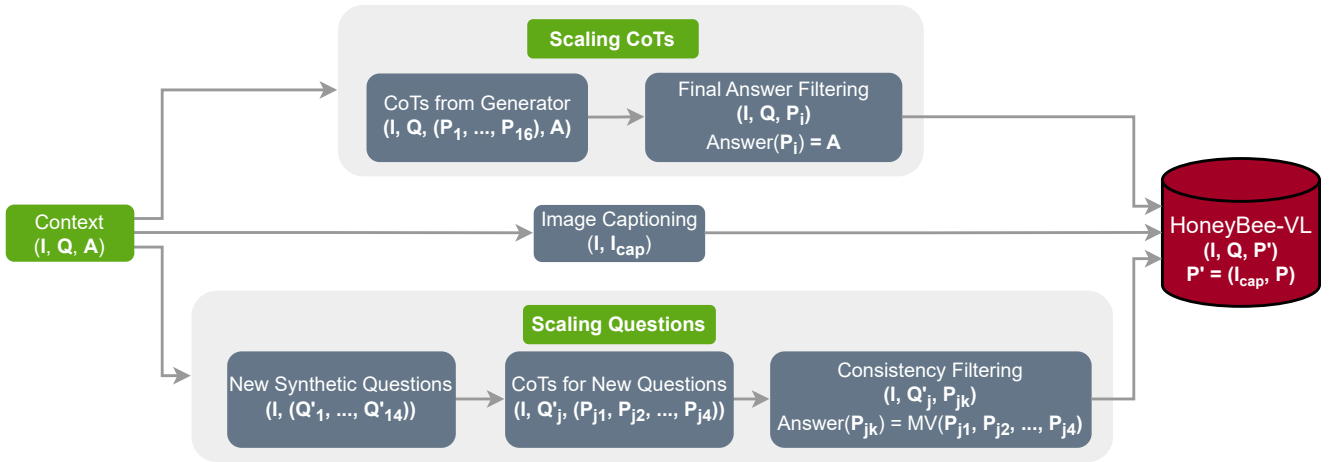 Scaling CoTs
CoTs from Generator
(I, Q, (P1, ..., P16), A)
Final Answer Filtering
(I, Q, Pi)
Answer(Pi) = A
Context
(I, Q, A)
Image Captioning
(I, Icap)
HoneyBee-VL
(I, Q, P')
P' = (Icap, P)
Scaling Questions
New Synthetic Questions
(I, (Q'1, ..., Q'14))
CoTs for New Questions
(I, Q'j, (Pj1, Pj2, ..., Pj4))
Consistency Filtering
(I, Q'j, Pjk)
Answer(Pjk) = MV(Pj1, Pj2, ..., Pj4)